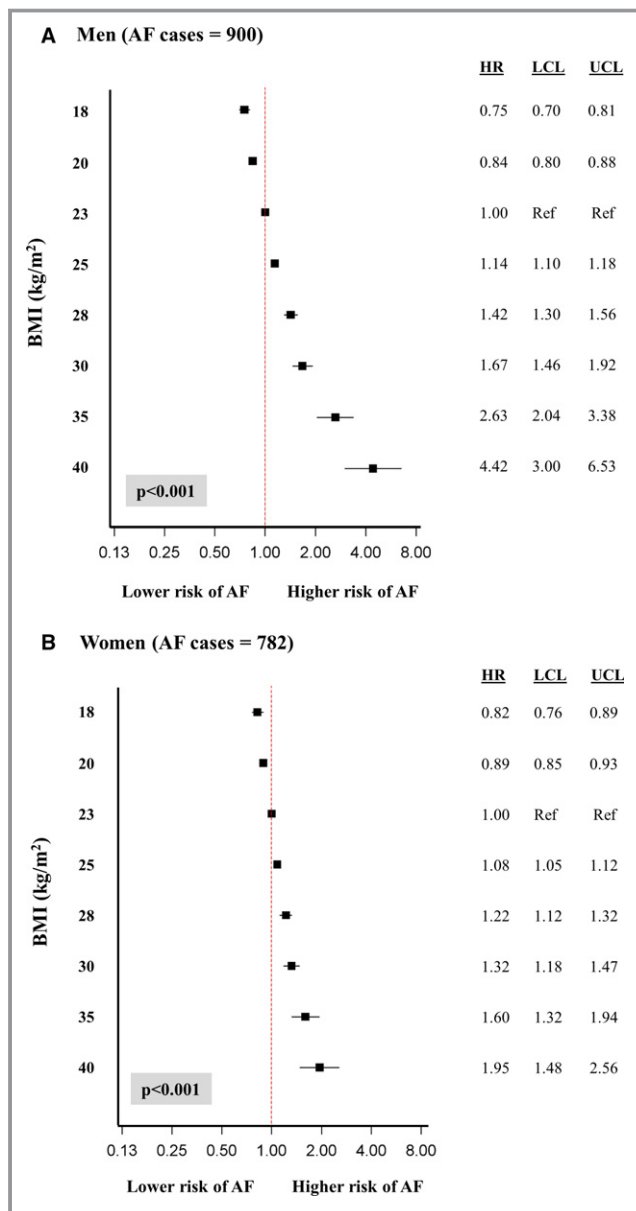 A Men (AF cases = 900)
HR LCL UCL
18 0.75 0.70 0.81
20 0.84 0.80 0.88
23 1.00 Ref Ref
25 1.14 1.10 1.18
28 1.42 1.30 1.56
30 1.67 1.46 1.92
35 2.63 2.04 3.38
40 4.42 3.00 6.53
BMI (kg/m²)
p<0.001
0.13 0.25 0.50 1.00 2.00 4.00 8.00
Lower risk of AF Higher risk of AF
B Women (AF cases = 782)
HR LCL UCL
18 0.82 0.76 0.89
20 0.89 0.85 0.93
23 1.00 Ref Ref
25 1.08 1.05 1.12
28 1.22 1.12 1.32
30 1.32 1.18 1.47
35 1.60 1.32 1.94
40 1.95 1.48 2.56
BMI (kg/m²)
p<0.001
0.13 0.25 0.50 1.00 2.00 4.00 8.00
Lower risk of AF Higher risk of AF